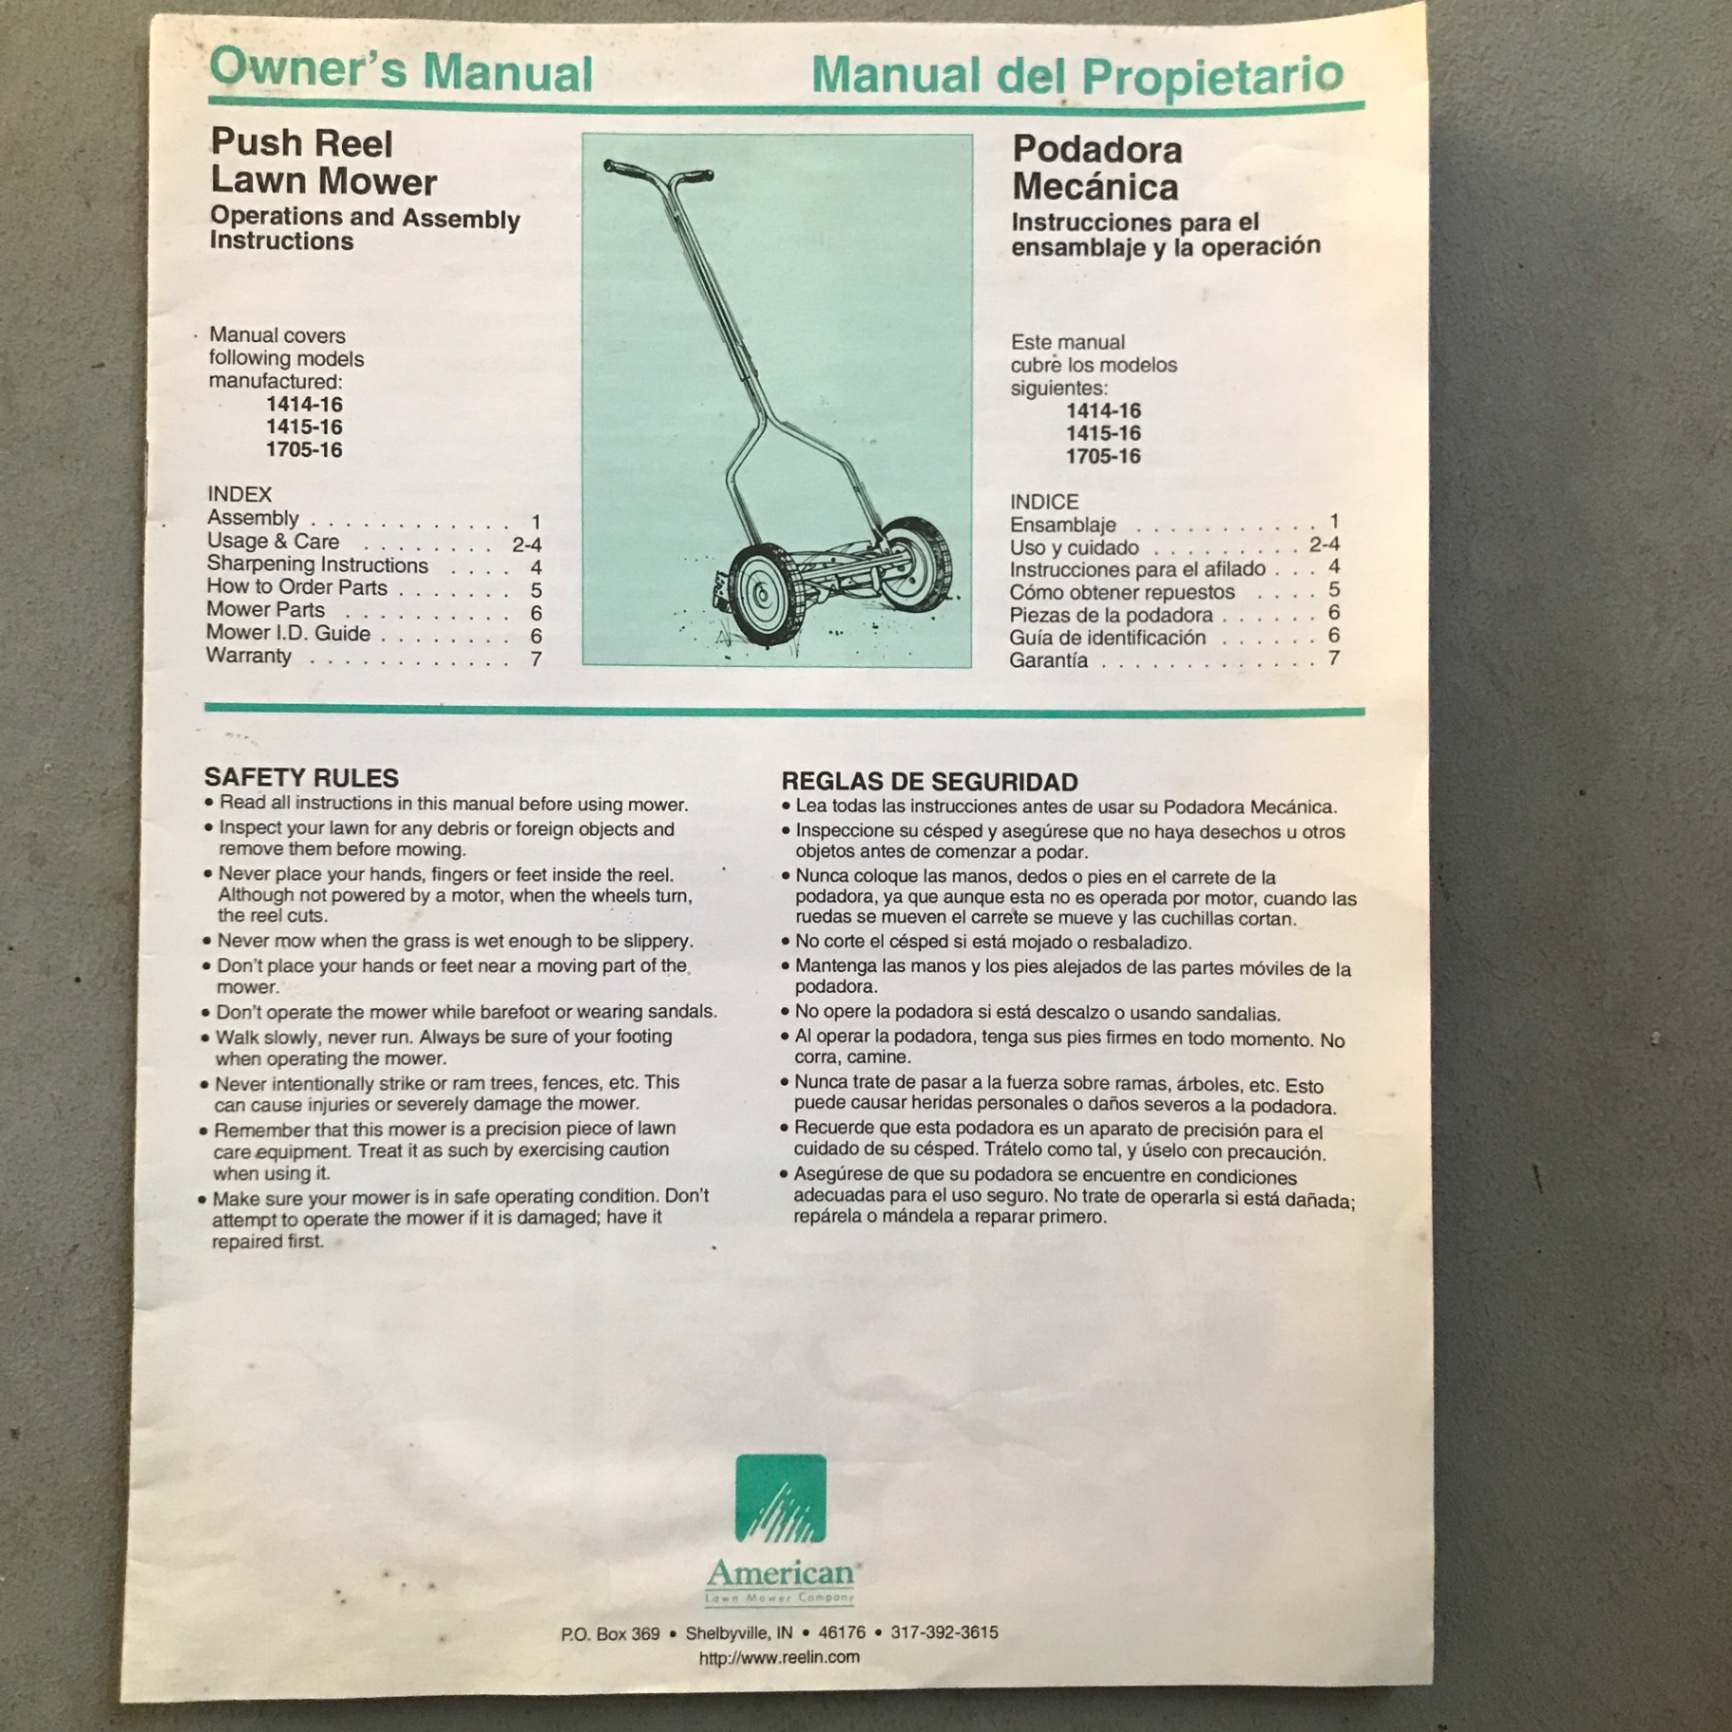 Owner's Manual
Manual del Propietario
Push Reel
Lawn Mower
Operations and Assembly
Instructions
Manual covers
following models
manufactured:
1414-16
1415-16
1705-16
INDEX
Assembly . . . . . . . . . . . . 1
Usage & Care . . . . . . . . 2-4
Sharpening Instructions . . . . 4
How to Order Parts . . . . . . . 5
Mower Parts . . . . . . . . . . 6
Mower I.D. Guide . . . . . . . . 6
Warranty . . . . . . . . . . . . 7
Podadora
Mecánica
Instrucciones para el
ensamblaje y la operación
Este manual
cubre los modelos
siguientes:
1414-16
1415-16
1705-16
INDICE
Ensamblaje . . . . . . . . . . . 1
Uso y cuidado . . . . . . . . . 2-4
Instrucciones para el afilado . . . 4
Cómo obtener repuestos . . . . 5
Piezas de la podadora . . . . . . 6
Guía de identificación . . . . . . 6
Garantía . . . . . . . . . . . . . 7
SAFETY RULES
• Read all instructions in this manual before using mower.
• Inspect your lawn for any debris or foreign objects and
remove them before mowing.
• Never place your hands, fingers or feet inside the reel.
Although not powered by a motor, when the wheels turn,
the reel cuts.
• Never mow when the grass is wet enough to be slippery.
• Don't place your hands or feet near a moving part of the
mower.
• Don't operate the mower while barefoot or wearing sandals.
• Walk slowly, never run. Always be sure of your footing
when operating the mower.
• Never intentionally strike or ram trees, fences, etc. This
can cause injuries or severely damage the mower.
• Remember that this mower is a precision piece of lawn
care equipment. Treat it as such by exercising caution
when using it.
• Make sure your mower is in safe operating condition. Don't
attempt to operate the mower if it is damaged; have it
repaired first.
REGLAS DE SEGURIDAD
• Lea todas las instrucciones antes de usar su Podadora Mecánica.
• Inspeccione su césped y asegúrese que no haya desechos u otros
objetos antes de comenzar a podar.
• Nunca coloque las manos, dedos o pies en el carrete de la
podadora, ya que aunque esta no es operada por motor, cuando las
ruedas se mueven el carrete se mueve y las cuchillas cortan.
• No corte el césped si está mojado o resbaladizo.
• Mantenga las manos y los pies alejados de las partes móviles de la
podadora.
• No opere la podadora si está descalzo o usando sandalias.
• Al operar la podadora, tenga sus pies firmes en todo momento. No
corra, camine.
• Nunca trate de pasar a la fuerza sobre ramas, árboles, etc. Esto
puede causar heridas personales o daños severos a la podadora.
• Recuerde que esta podadora es un aparato de precisión para el
cuidado de su césped. Trátelo como tal, y úselo con precaución.
• Asegúrese de que su podadora se encuentre en condiciones
adecuadas para el uso seguro. No trate de operarla si está dañada;
repárela o mándela a reparar primero.
American®
Lawn Mower Company
P.O. Box 369 • Shelbyville, IN • 46176 • 317-392-3615
http://www.reelin.com